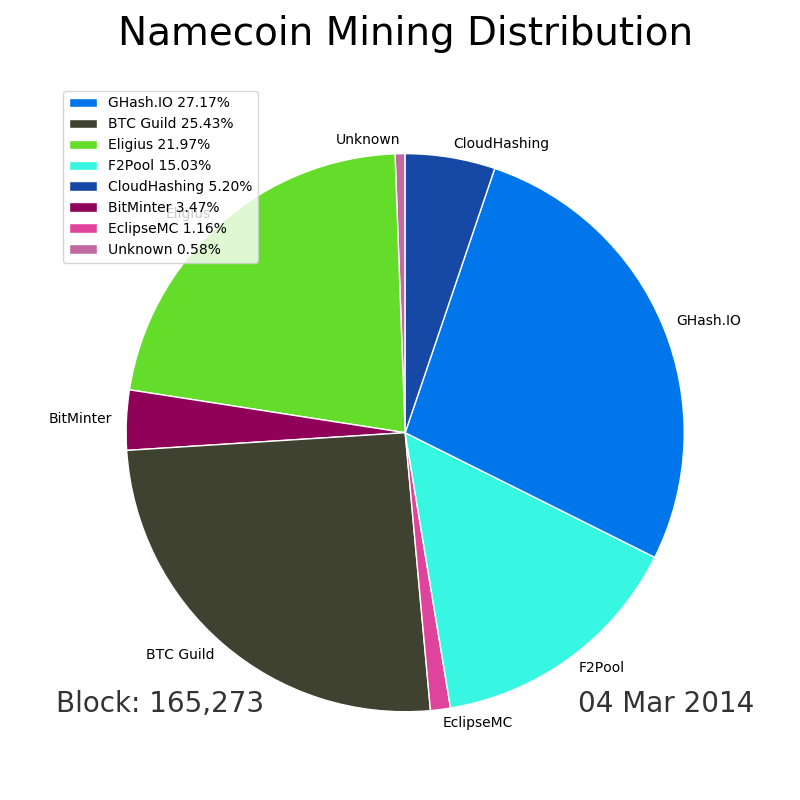 Namecoin Mining Distribution
GHash.IO 27.17%
BTC Guild 25.43%
Eligius 21.97%
F2Pool 15.03%
CloudHashing 5.20%
BitMinter 3.47%
EclipseMC 1.16%
Unknown 0.58%
Unknown
CloudHashing
Eligius
GHash.IO
BitMinter
BTC Guild
F2Pool
EclipseMC
Block: 165,273
04 Mar 2014